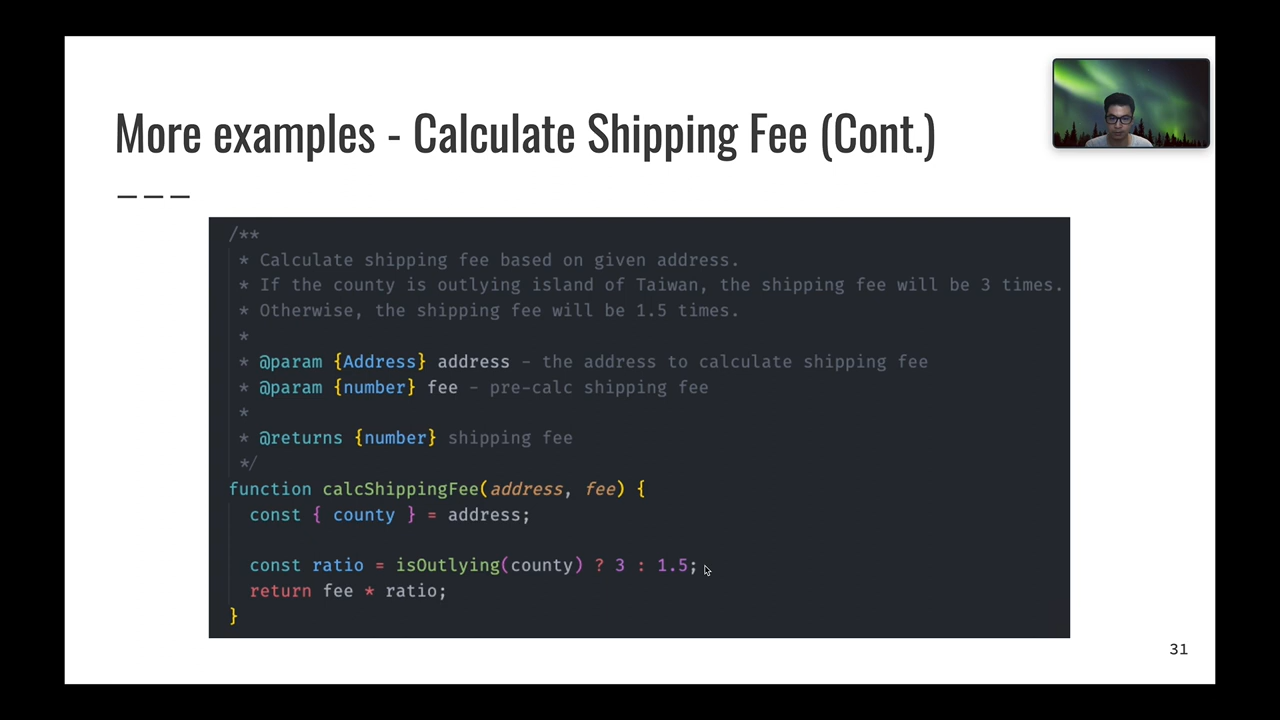 More examples - Calculate Shipping Fee (Cont.)
/**
* Calculate shipping fee based on given address.
* If the county is outlying island of Taiwan, the shipping fee will be 3 times.
* Otherwise, the shipping fee will be 1.5 times.
*
* @param {Address} address - the address to calculate shipping fee
* @param {number} fee - pre-calc shipping fee
*
* @returns {number} shipping fee
*/
function calcShippingFee(address, fee) {
const { county } = address;
const ratio = isOutlying(county) ? 3 : 1.5;
return fee * ratio;
}
31